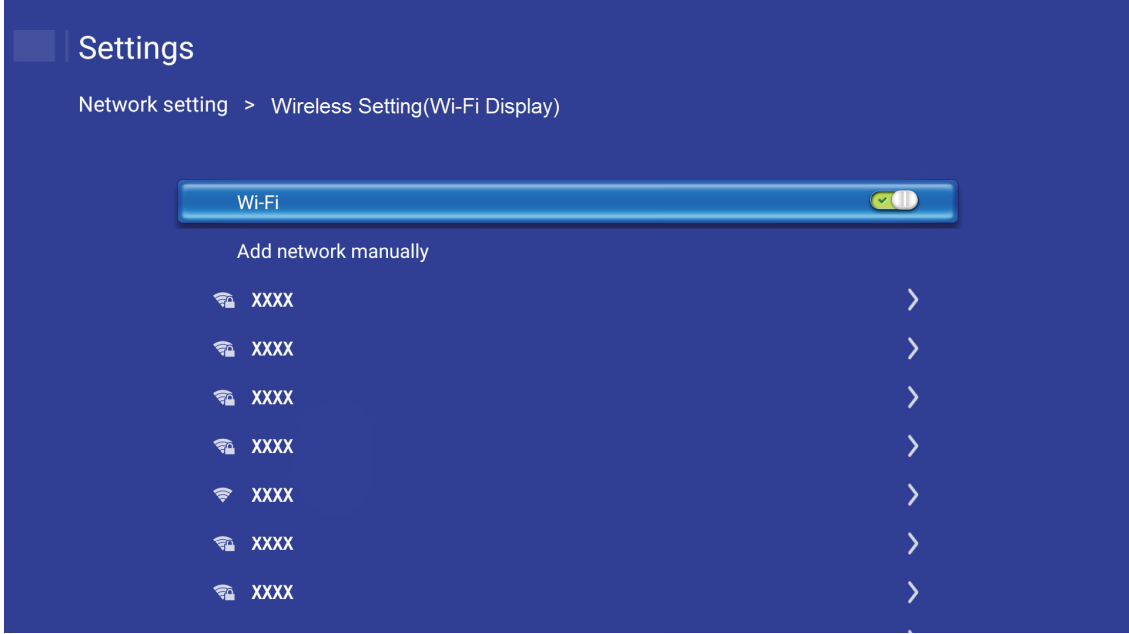 Settings
Network setting > Wireless Setting(Wi-Fi Display)
Wi-Fi
Add network manually
XXXX
XXXX
XXXX
XXXX
XXXX
XXXX
XXXX